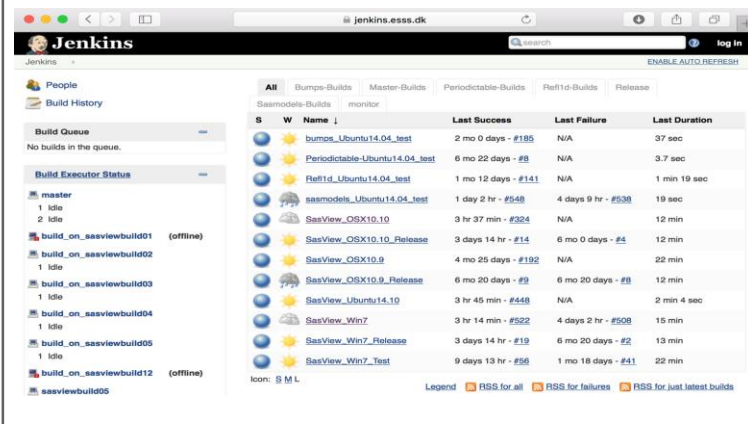 jenkins.esss.dk
Jenkins
search
log in
Jenkins
ENABLE AUTO REFRESH
People
Build History
Build Queue
No builds in the queue.
Build Executor Status
master
1 Idle
2 Idle
build_on_sasviewbuild01 (offline)
build_on_sasviewbuild02
1 Idle
build_on_sasviewbuild03
1 Idle
build_on_sasviewbuild04
1 Idle
build_on_sasviewbuild05
1 Idle
build_on_sasviewbuild12 (offline)
sasviewbuild05
All Bumps-Builds Master-Builds Periodictable-Builds Refl1d-Builds Release
Sasmodels-Builds monitor
S W Name ↓ Last Success Last Failure Last Duration
bumps_Ubuntu14.04_test 2 mo 0 days - #185 N/A 37 sec
Periodictable-Ubuntu14.04_test 6 mo 22 days - #8 N/A 3.7 sec
Refl1d_Ubuntu14.04_test 1 mo 12 days - #141 N/A 1 min 19 sec
sasmodels_Ubuntu14.04_test 1 day 2 hr - #548 4 days 9 hr - #538 19 sec
SasView_OSX10.10 3 hr 37 min - #324 N/A 12 min
SasView_OSX10.10_Release 3 days 14 hr - #14 6 mo 0 days - #4 12 min
SasView_OSX10.9 4 mo 25 days - #192 N/A 22 min
SasView_OSX10.9_Release 6 mo 20 days - #9 6 mo 20 days - #8 12 min
SasView_Ubuntu14.10 3 hr 45 min - #448 N/A 2 min 4 sec
SasView_Win7 3 hr 14 min - #522 4 days 2 hr - #508 15 min
SasView_Win7_Release 3 days 14 hr - #19 6 mo 20 days - #2 13 min
SasView_Win7_Test 9 days 13 hr - #56 1 mo 18 days - #41 22 min
Icon: S M L
Legend RSS for all RSS for failures RSS for just latest builds